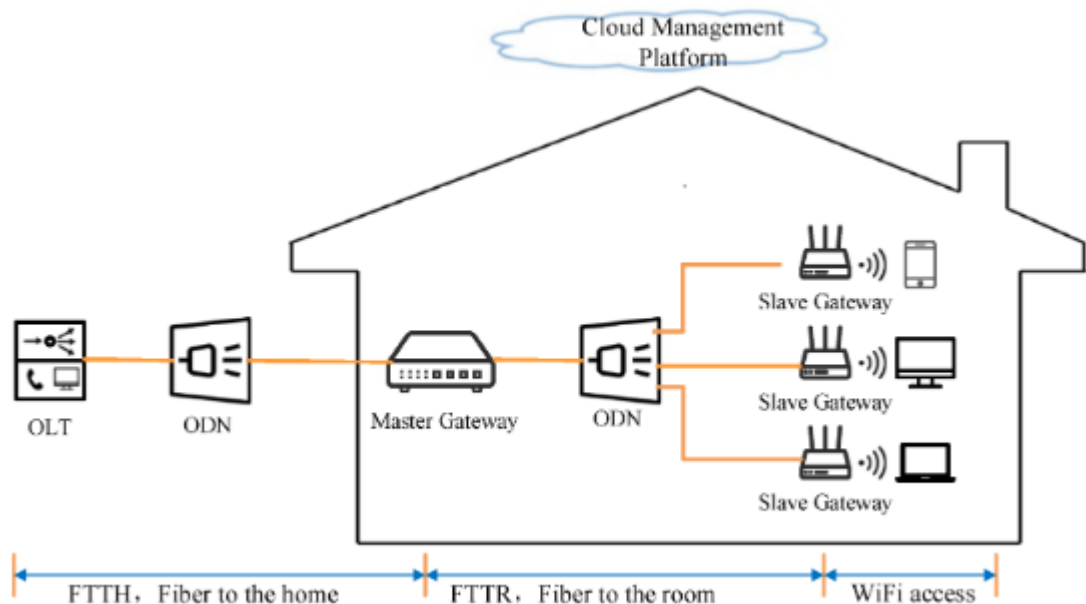 Cloud Management
Platform
Slave Gateway
Slave Gateway
OLT
ODN
Master Gateway
ODN
Slave Gateway
FTTH，Fiber to the home
FTTR，Fiber to the room
WiFi access